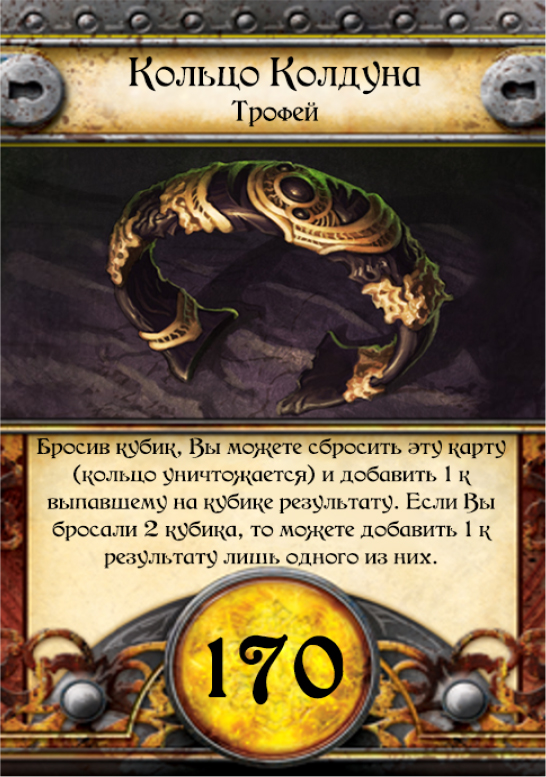 Кольцо Колдуна
Трофей
Бросив кубик, Вы можете сбросить эту карту
(кольцо уничтожается) и добавить 1 к
выпавшему на кубике результату. Если Вы
бросали 2 кубика, то можете добавить 1 к
результату лишь одного из них.
170